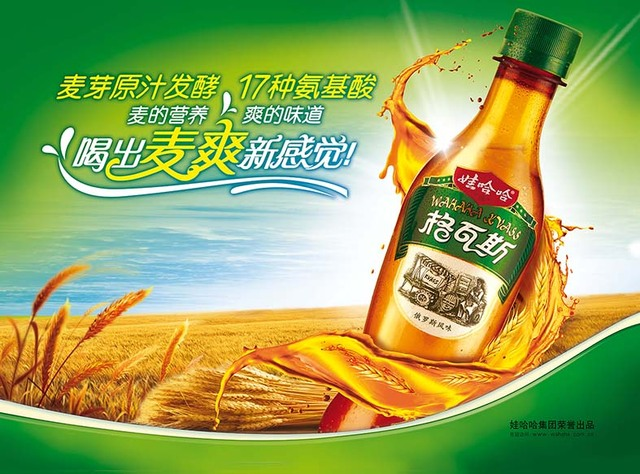 麦芽原汁发酵 17种氨基酸
麦的营养 爽的味道
喝出麦爽新感觉!
娃哈哈
WAHAHA KVASS
格瓦斯
俄罗斯风味
娃哈哈集团荣誉出品